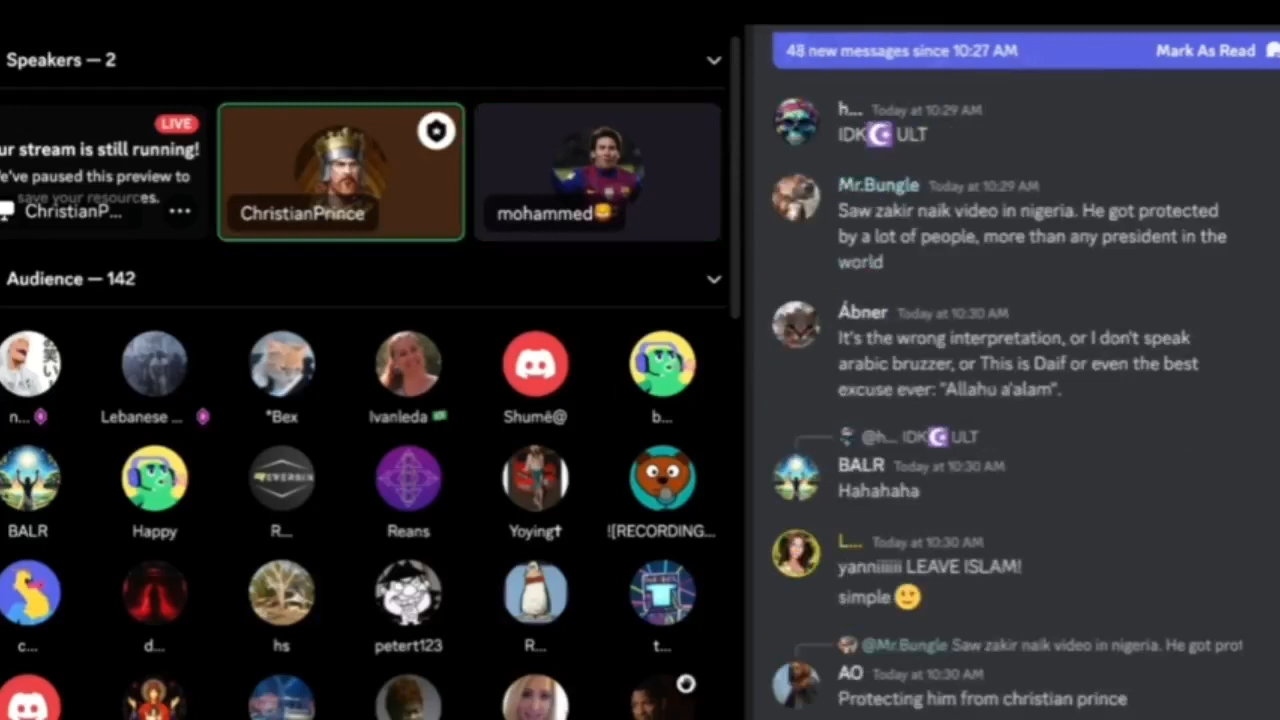 Speakers — 2
LIVE
ur stream is still running!
e've paused this preview to
save your resources.
ChristianP...
ChristianPrince
mohammed
Audience — 142
n...
Lebanese ...
*Bex
Ivanleda
Shumë@
b...
BALR
Happy
R...
Reans
Yoying✝
![RECORDING...
c...
d...
hs
petert123
R...
t...
48 new messages since 10:27 AM
Mark As Read
h... Today at 10:29 AM
IDK☪ULT
Mr.Bungle Today at 10:29 AM
Saw zakir naik video in nigeria. He got protected
by a lot of people, more than any president in the
world
Ábner Today at 10:30 AM
It's the wrong interpretation, or I don't speak
arabic bruzzer, or This is Daif or even the best
excuse ever: "Allahu a'alam".
@h... IDK☪ULT
BALR Today at 10:30 AM
Hahahaha
L... Today at 10:30 AM
yanniiiiii LEAVE ISLAM!
simple 🙂
@Mr.Bungle Saw zakir naik video in nigeria. He got prot
AO Today at 10:30 AM
Protecting him from christian prince